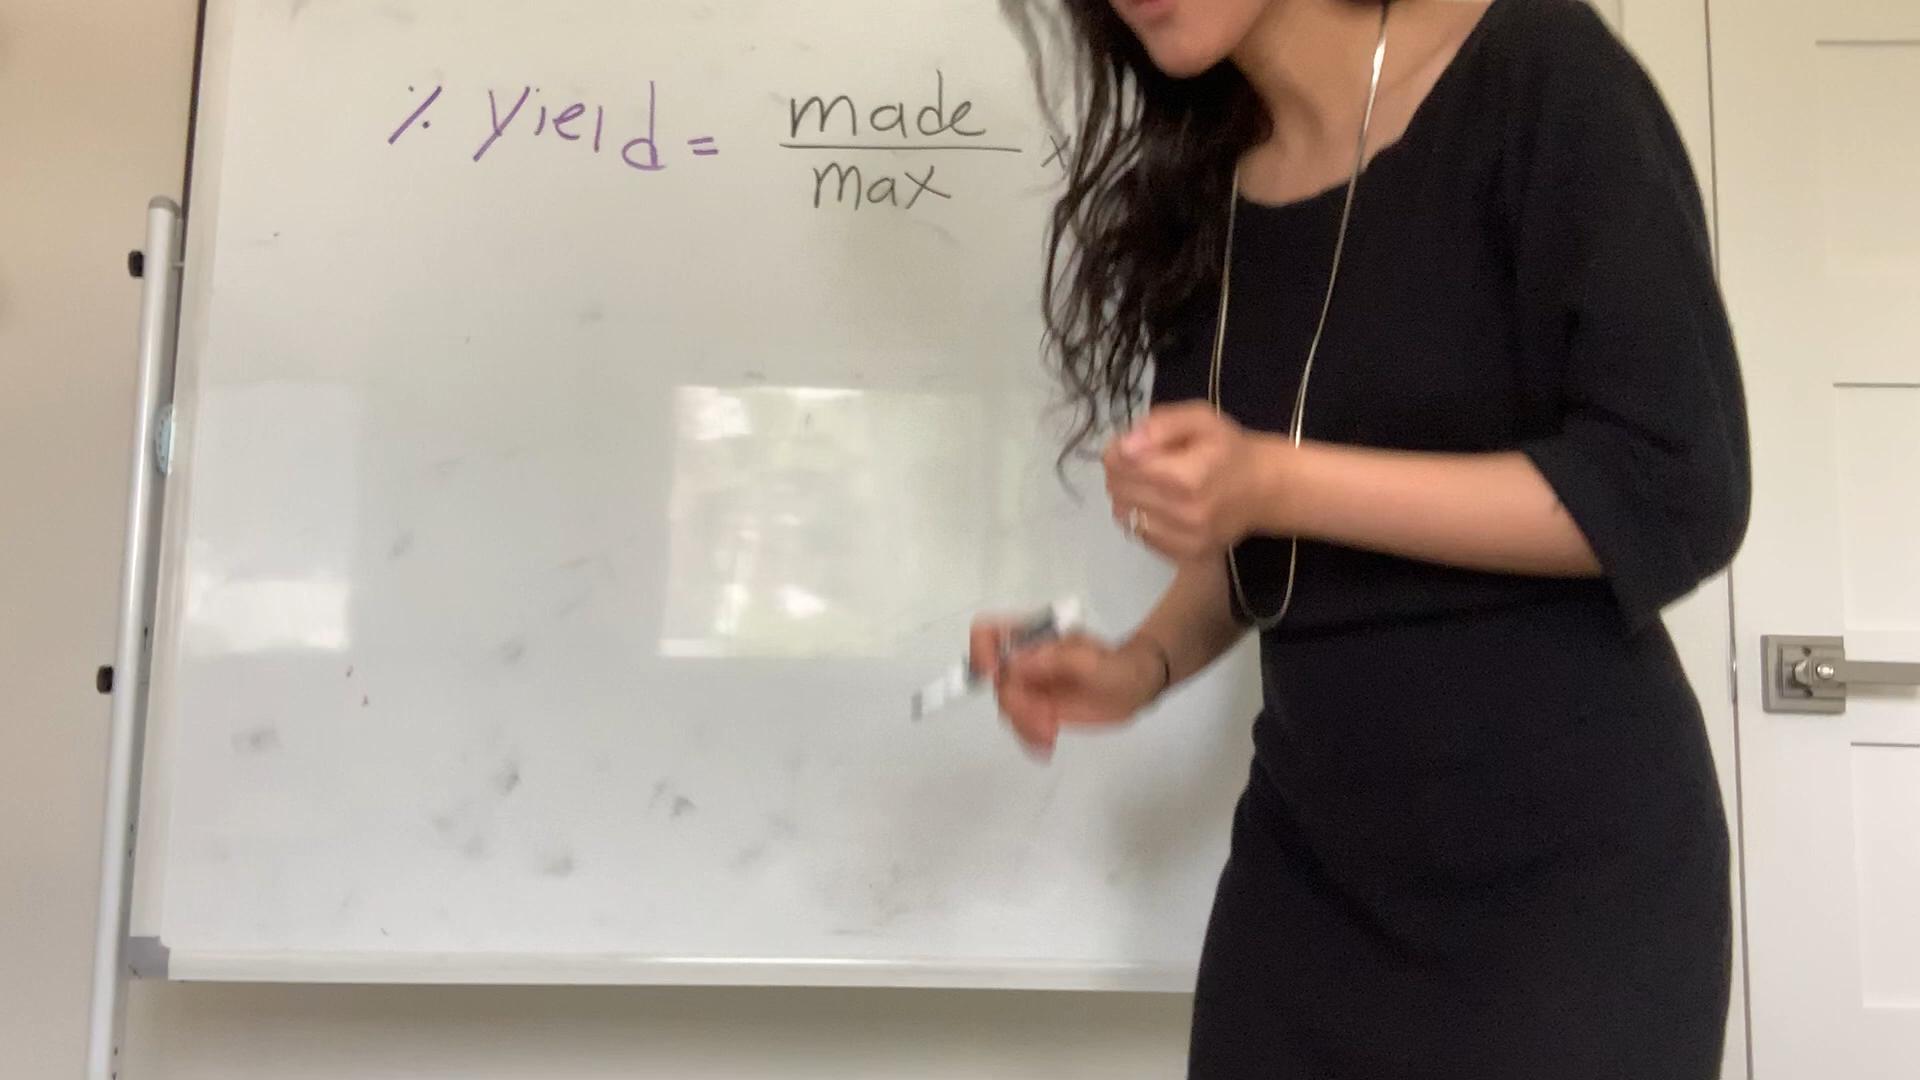 % yield = made
max ×